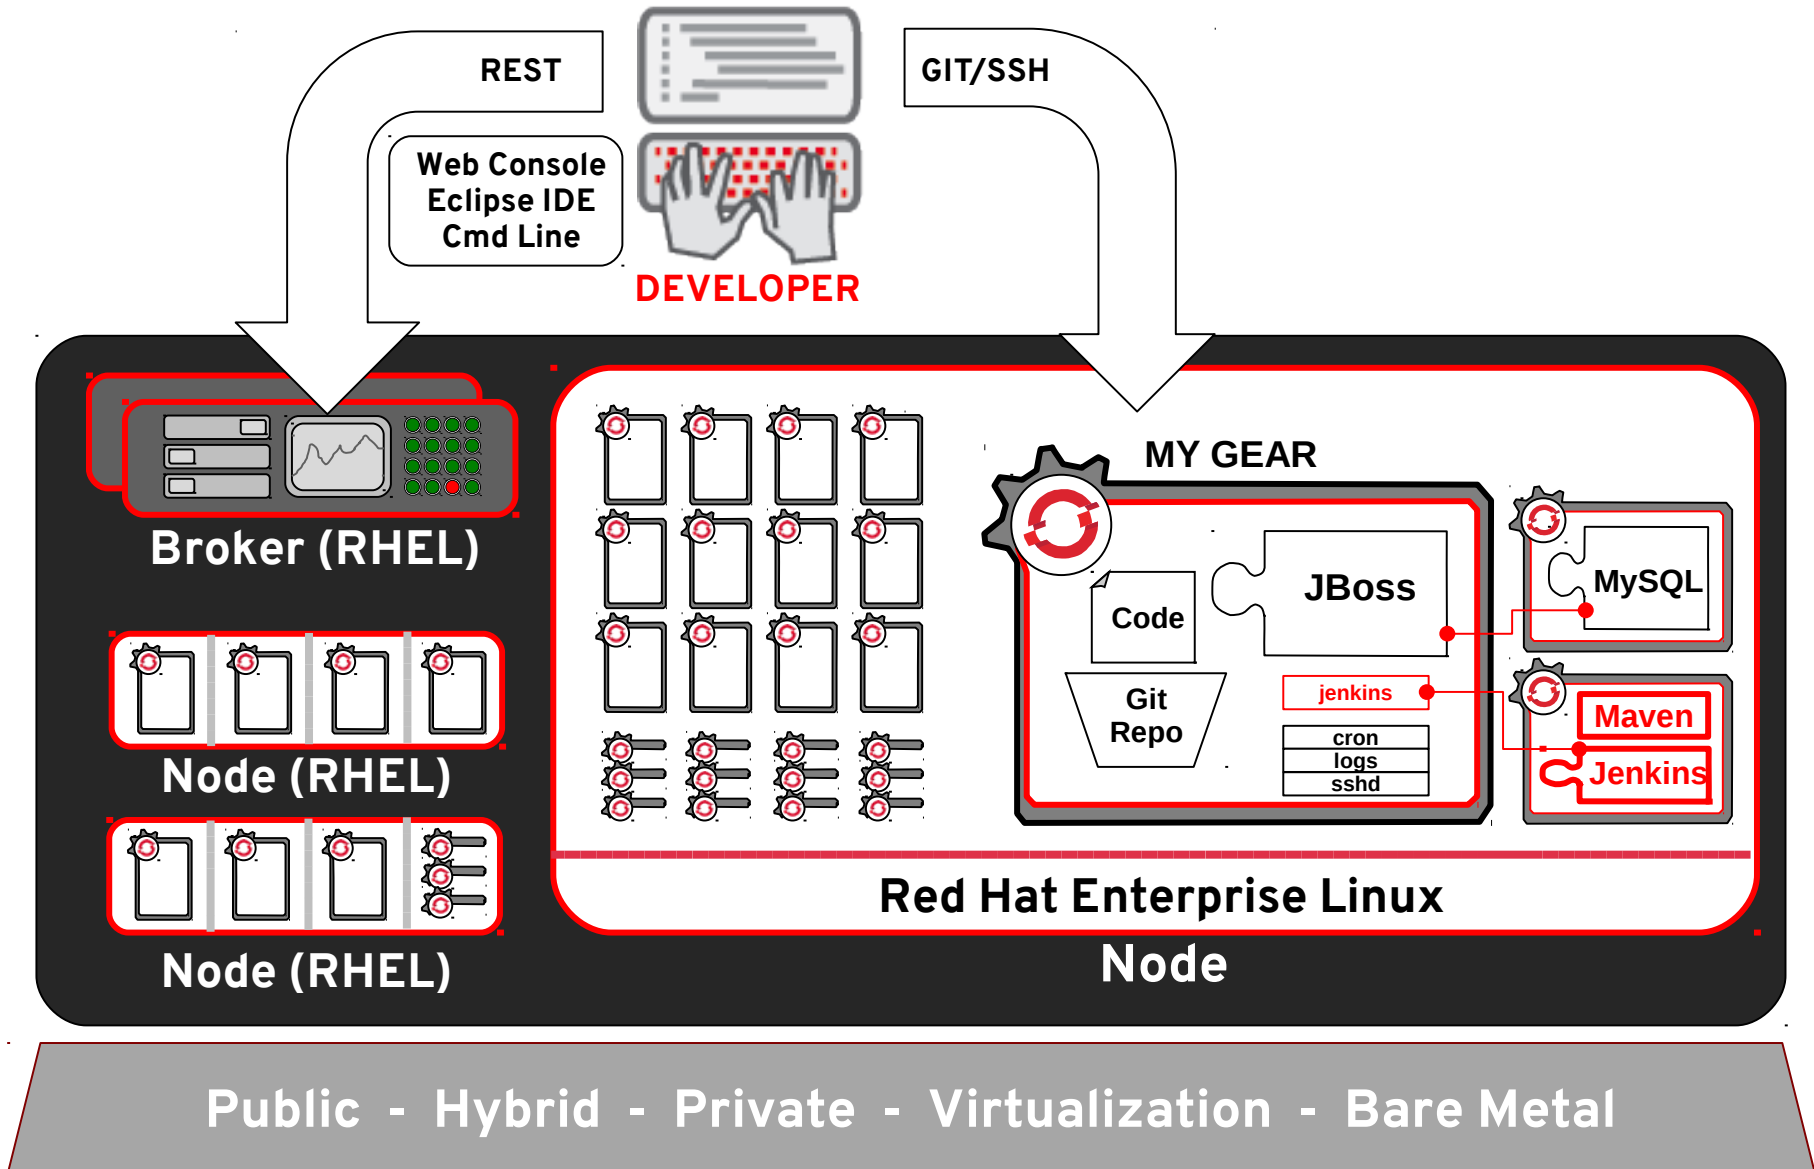 REST
GIT/SSH
Web Console
Eclipse IDE
Cmd Line
DEVELOPER
Broker (RHEL)
Node (RHEL)
Node (RHEL)
MY GEAR
Code
JBoss
Git
Repo
jenkins
cron
logs
sshd
MySQL
Maven
Jenkins
Red Hat Enterprise Linux
Node
Public - Hybrid - Private - Virtualization - Bare Metal